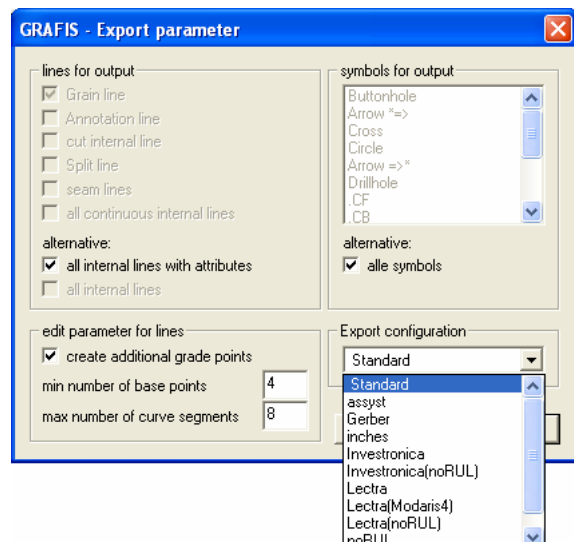 GRAFIS - Export parameter
lines for output
Grain line
Annotation line
cut internal line
Split line
seam lines
all continuous internal lines
alternative:
all internal lines with attributes
all internal lines
symbols for output
Buttonhole
Arrow *=>
Cross
Circle
Arrow =>*
Drillhole
.CF
.CB
alternative:
alle symbols
edit parameter for lines
create additional grade points
min number of base points 4
max number of curve segments 8
Export configuration
Standard
Standard
assyst
Gerber
inches
Investronica
Investronica(noRUL)
Lectra
Lectra(Modaris4)
Lectra(noRUL)
noRUL